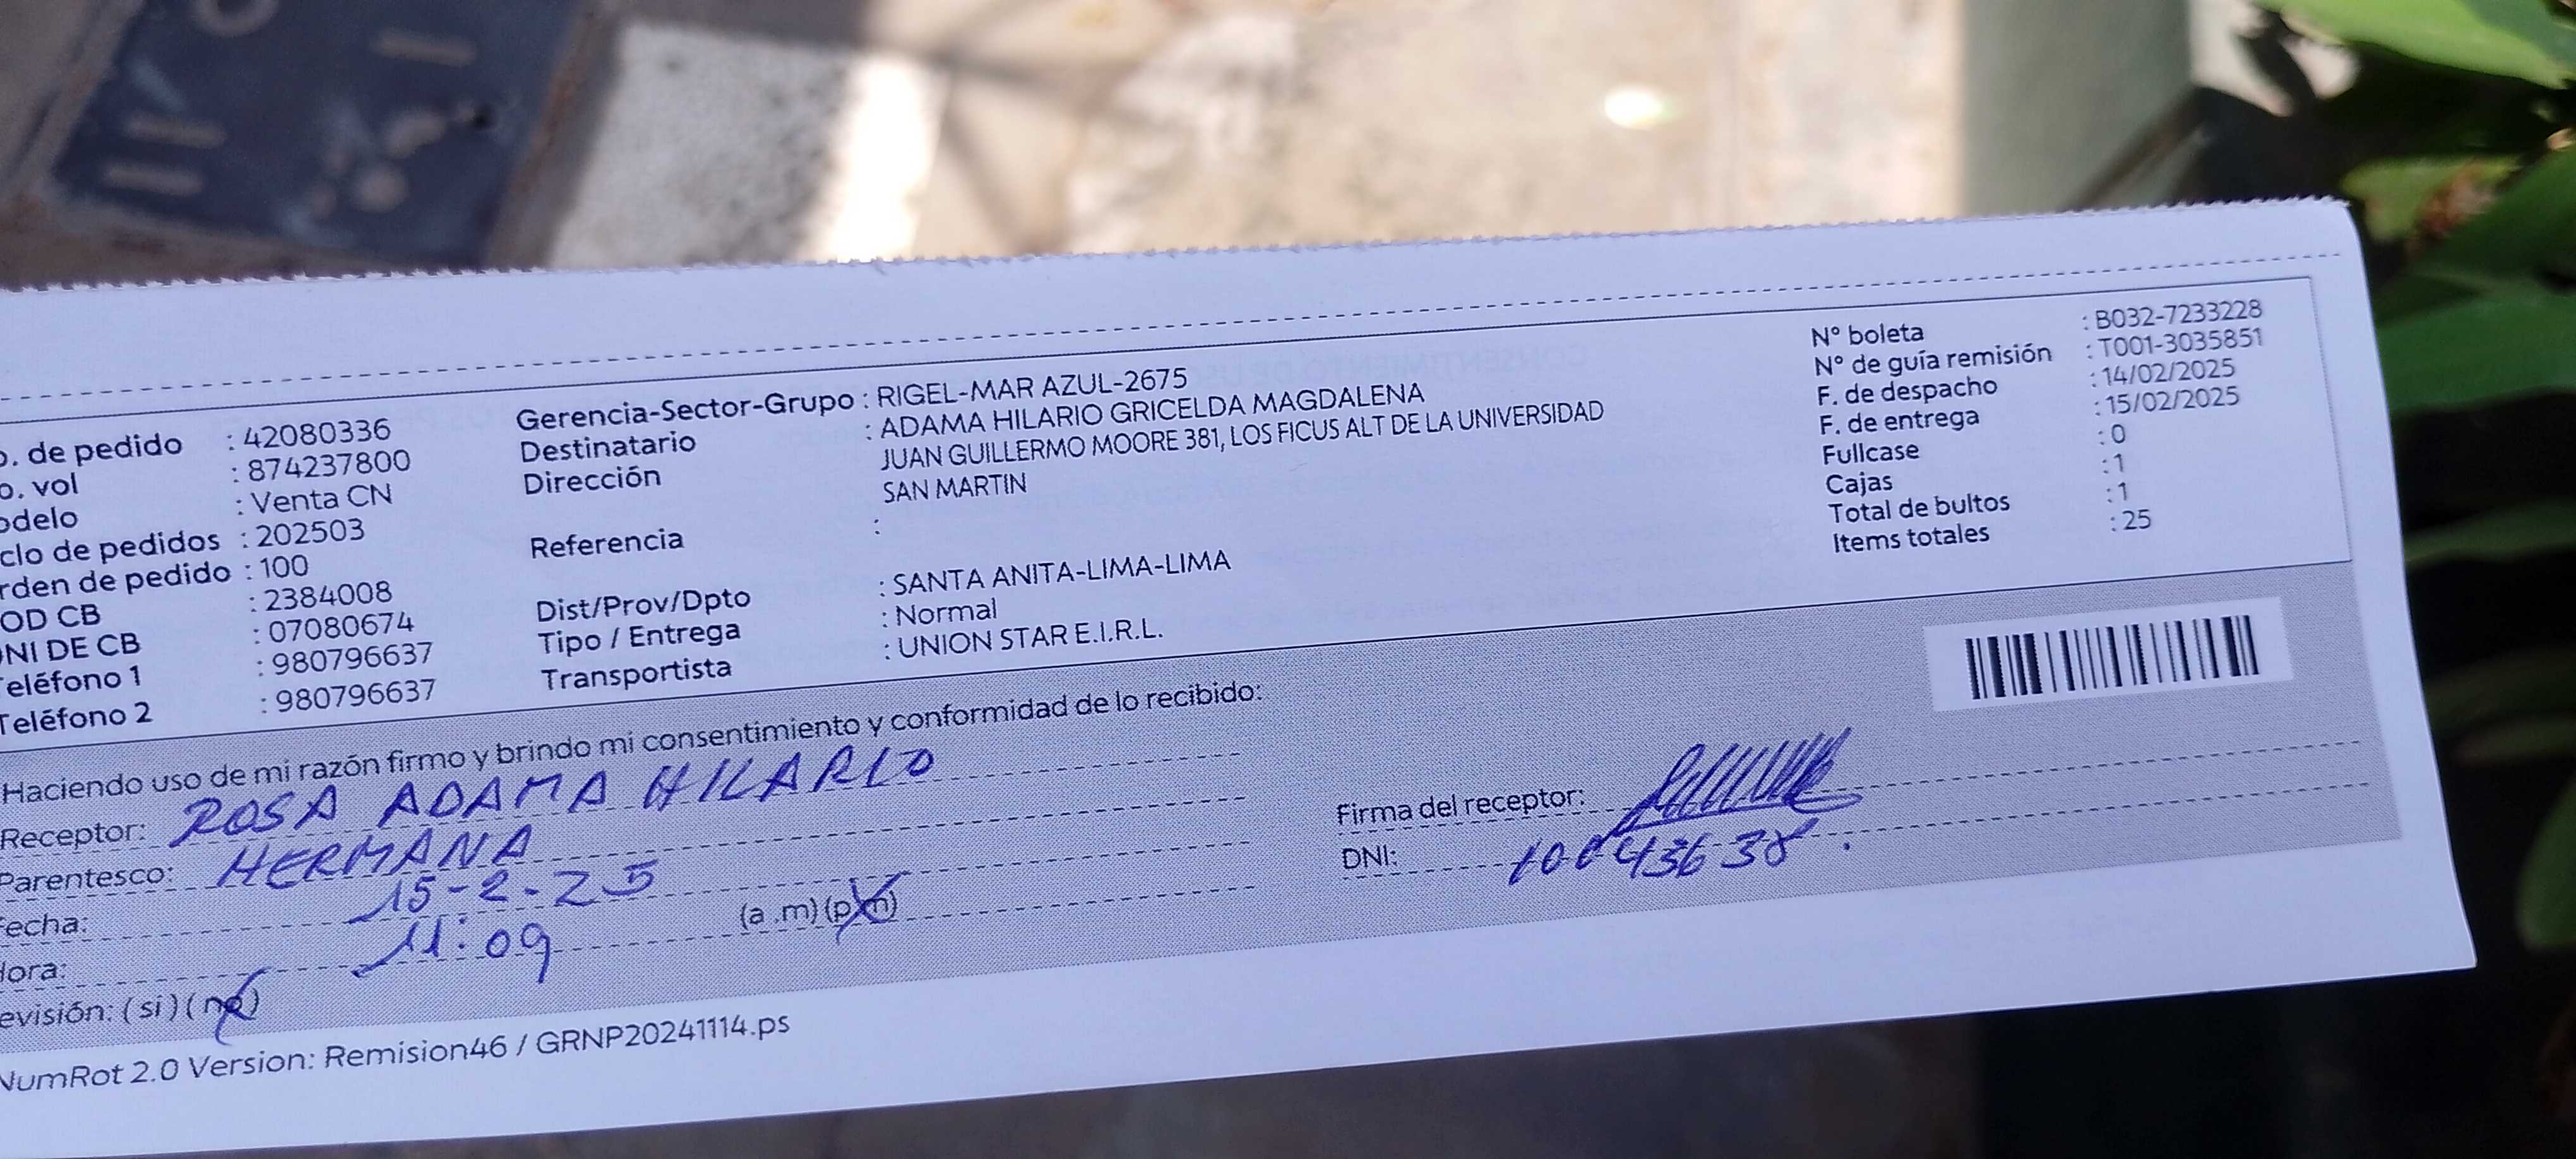 o. de pedido : 42080336
o. vol : 874237800
odelo : Venta CN
clo de pedidos : 202503
rden de pedido : 100
OD CB : 2384008
NI DE CB : 07080674
Teléfono 1 : 980796637
Teléfono 2 : 980796637
Gerencia-Sector-Grupo : RIGEL-MAR AZUL-2675
Destinatario : ADAMA HILARIO GRICELDA MAGDALENA
Dirección JUAN GUILLERMO MOORE 381, LOS FICUS ALT DE LA UNIVERSIDAD
SAN MARTIN
Referencia :
Dist/Prov/Dpto : SANTA ANITA-LIMA-LIMA
Tipo / Entrega : Normal
Transportista : UNION STAR E.I.R.L.
N° boleta : B032-7233228
N° de guía remisión : T001-3035851
F. de despacho : 14/02/2025
F. de entrega : 15/02/2025
Fullcase : 0
Cajas : 1
Total de bultos : 1
Items totales : 25
Haciendo uso de mi razón firmo y brindo mi consentimiento y conformidad de lo recibido:
Receptor: ROSA ADAMA HILARIO
Parentesco: HERMANA
Fecha: 15-2-25
Hora: 11:09 (a .m) (p.m)
evisión: ( si ) ( no )
Firma del receptor:
DNI:
NumRot 2.0 Version: Remision46 / GRNP20241114.ps